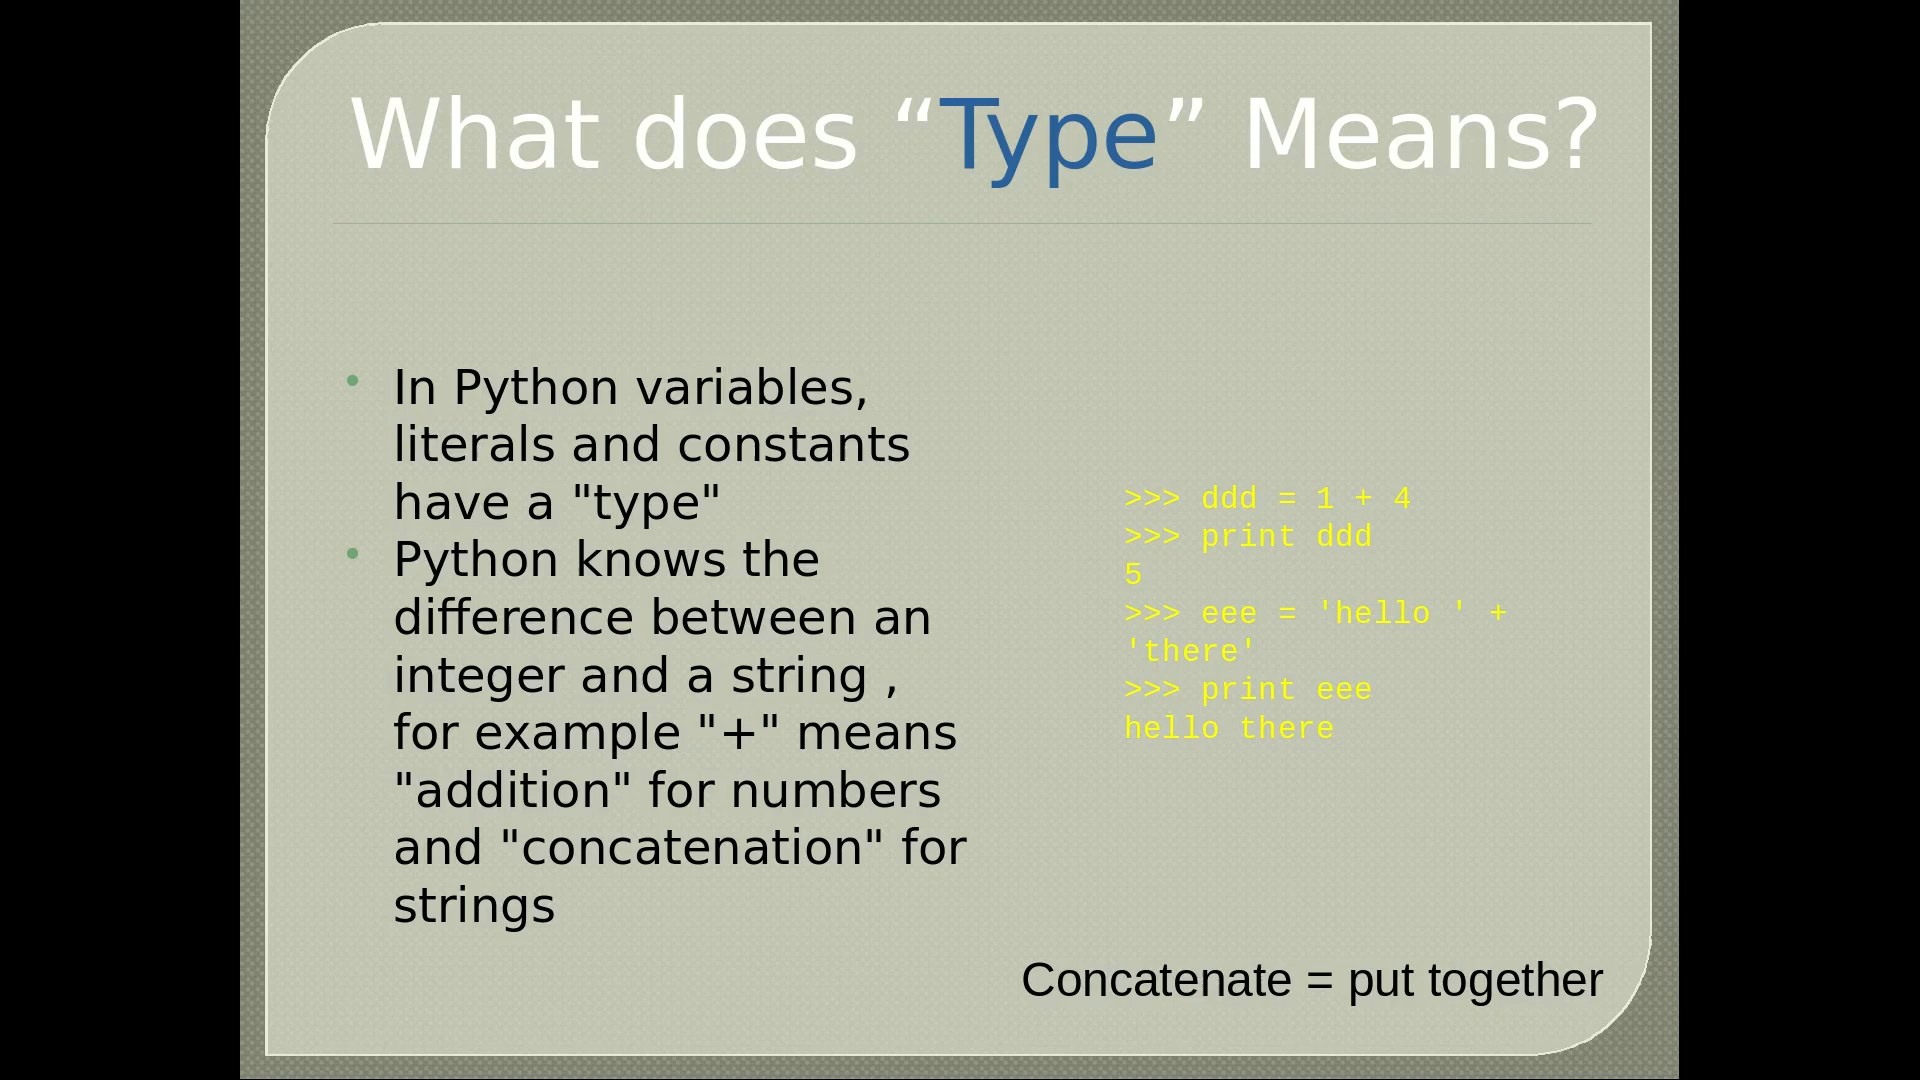 What does “Type” Means?
In Python variables,
literals and constants
have a "type"
Python knows the
difference between an
integer and a string ,
for example "+" means
"addition" for numbers
and "concatenation" for
strings
>>> ddd = 1 + 4
>>> print ddd
5
>>> eee = 'hello ' +
'there'
>>> print eee
hello there
Concatenate = put together